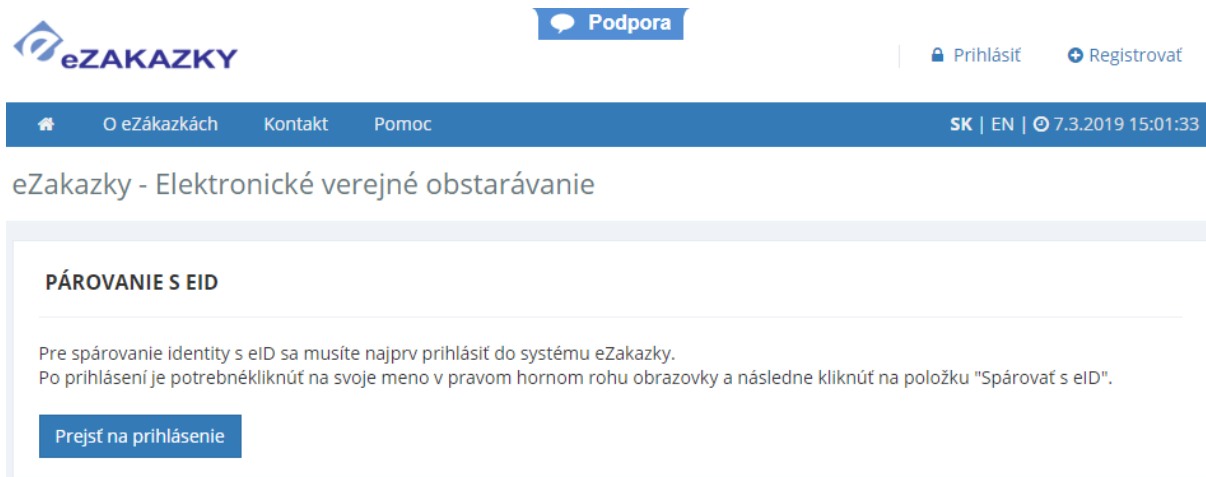 Podpora
eZAKAZKY
Prihlásiť Registrovať
O eZákazkách Kontakt Pomoc SK | EN | 7.3.2019 15:01:33
eZakazky - Elektronické verejné obstarávanie
PÁROVANIE S EID
Pre spárovanie identity s eID sa musíte najprv prihlásiť do systému eZakazky.
Po prihlásení je potrebnékliknúť na svoje meno v pravom hornom rohu obrazovky a následne kliknúť na položku "Spárovať s eID".
Prejsť na prihlásenie